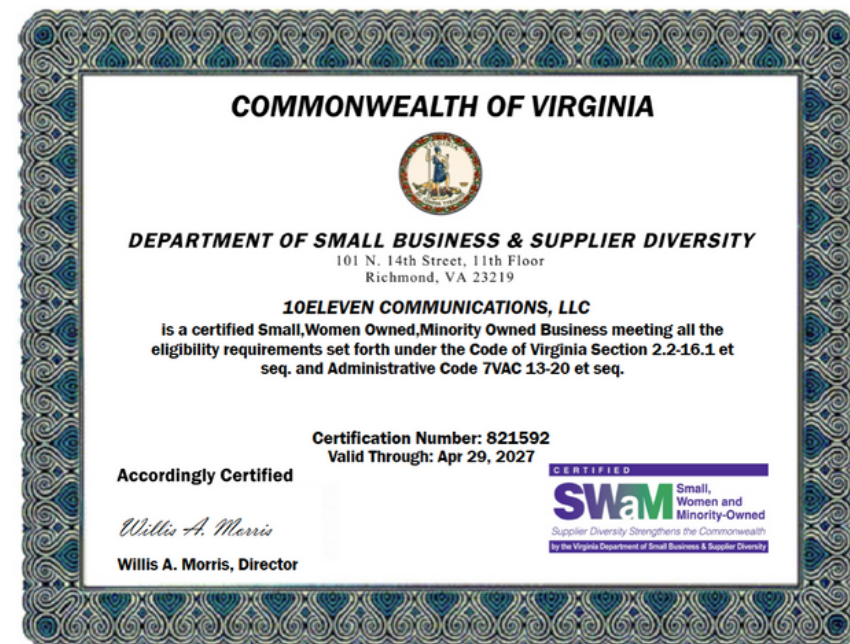 COMMONWEALTH OF VIRGINIA
VIRGINIA
DEPARTMENT OF SMALL BUSINESS & SUPPLIER DIVERSITY
101 N. 14th Street, 11th Floor
Richmond, VA 23219
10ELEVEN COMMUNICATIONS, LLC
is a certified Small,Women Owned,Minority Owned Business meeting all the
eligibility requirements set forth under the Code of Virginia Section 2.2-16.1 et
seq. and Administrative Code 7VAC 13-20 et seq.
Certification Number: 821592
Valid Through: Apr 29, 2027
Accordingly Certified
Willis A. Morris
Willis A. Morris, Director
CERTIFIED
SWaM
Small,
Women and
Minority-Owned
Supplier Diversity Strengthens the Commonwealth
by the Virginia Department of Small Business & Supplier Diversity